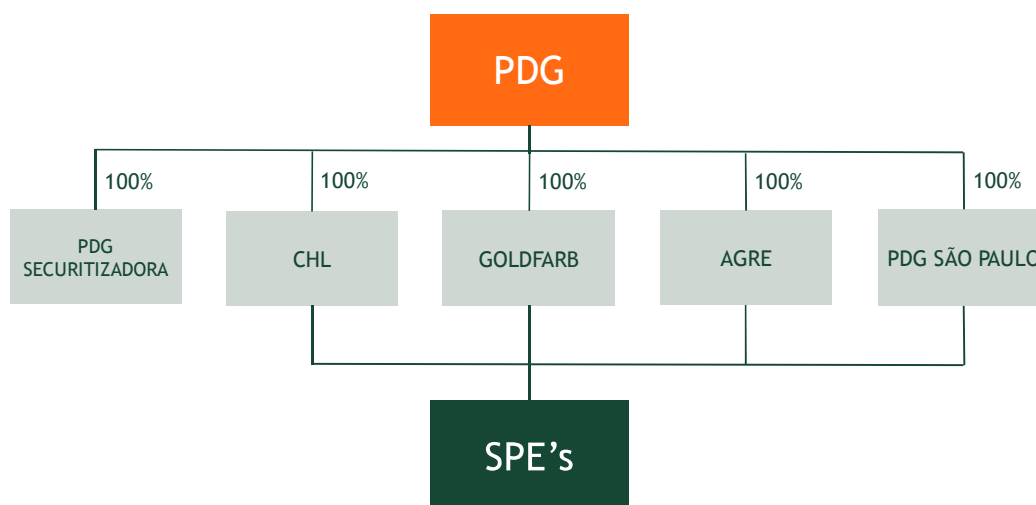 PDG
100%
100%
100%
100%
100%
PDG
SECURITIZADORA
CHL
GOLDFARB
AGRE
PDG SÃO PAULO
SPE’s